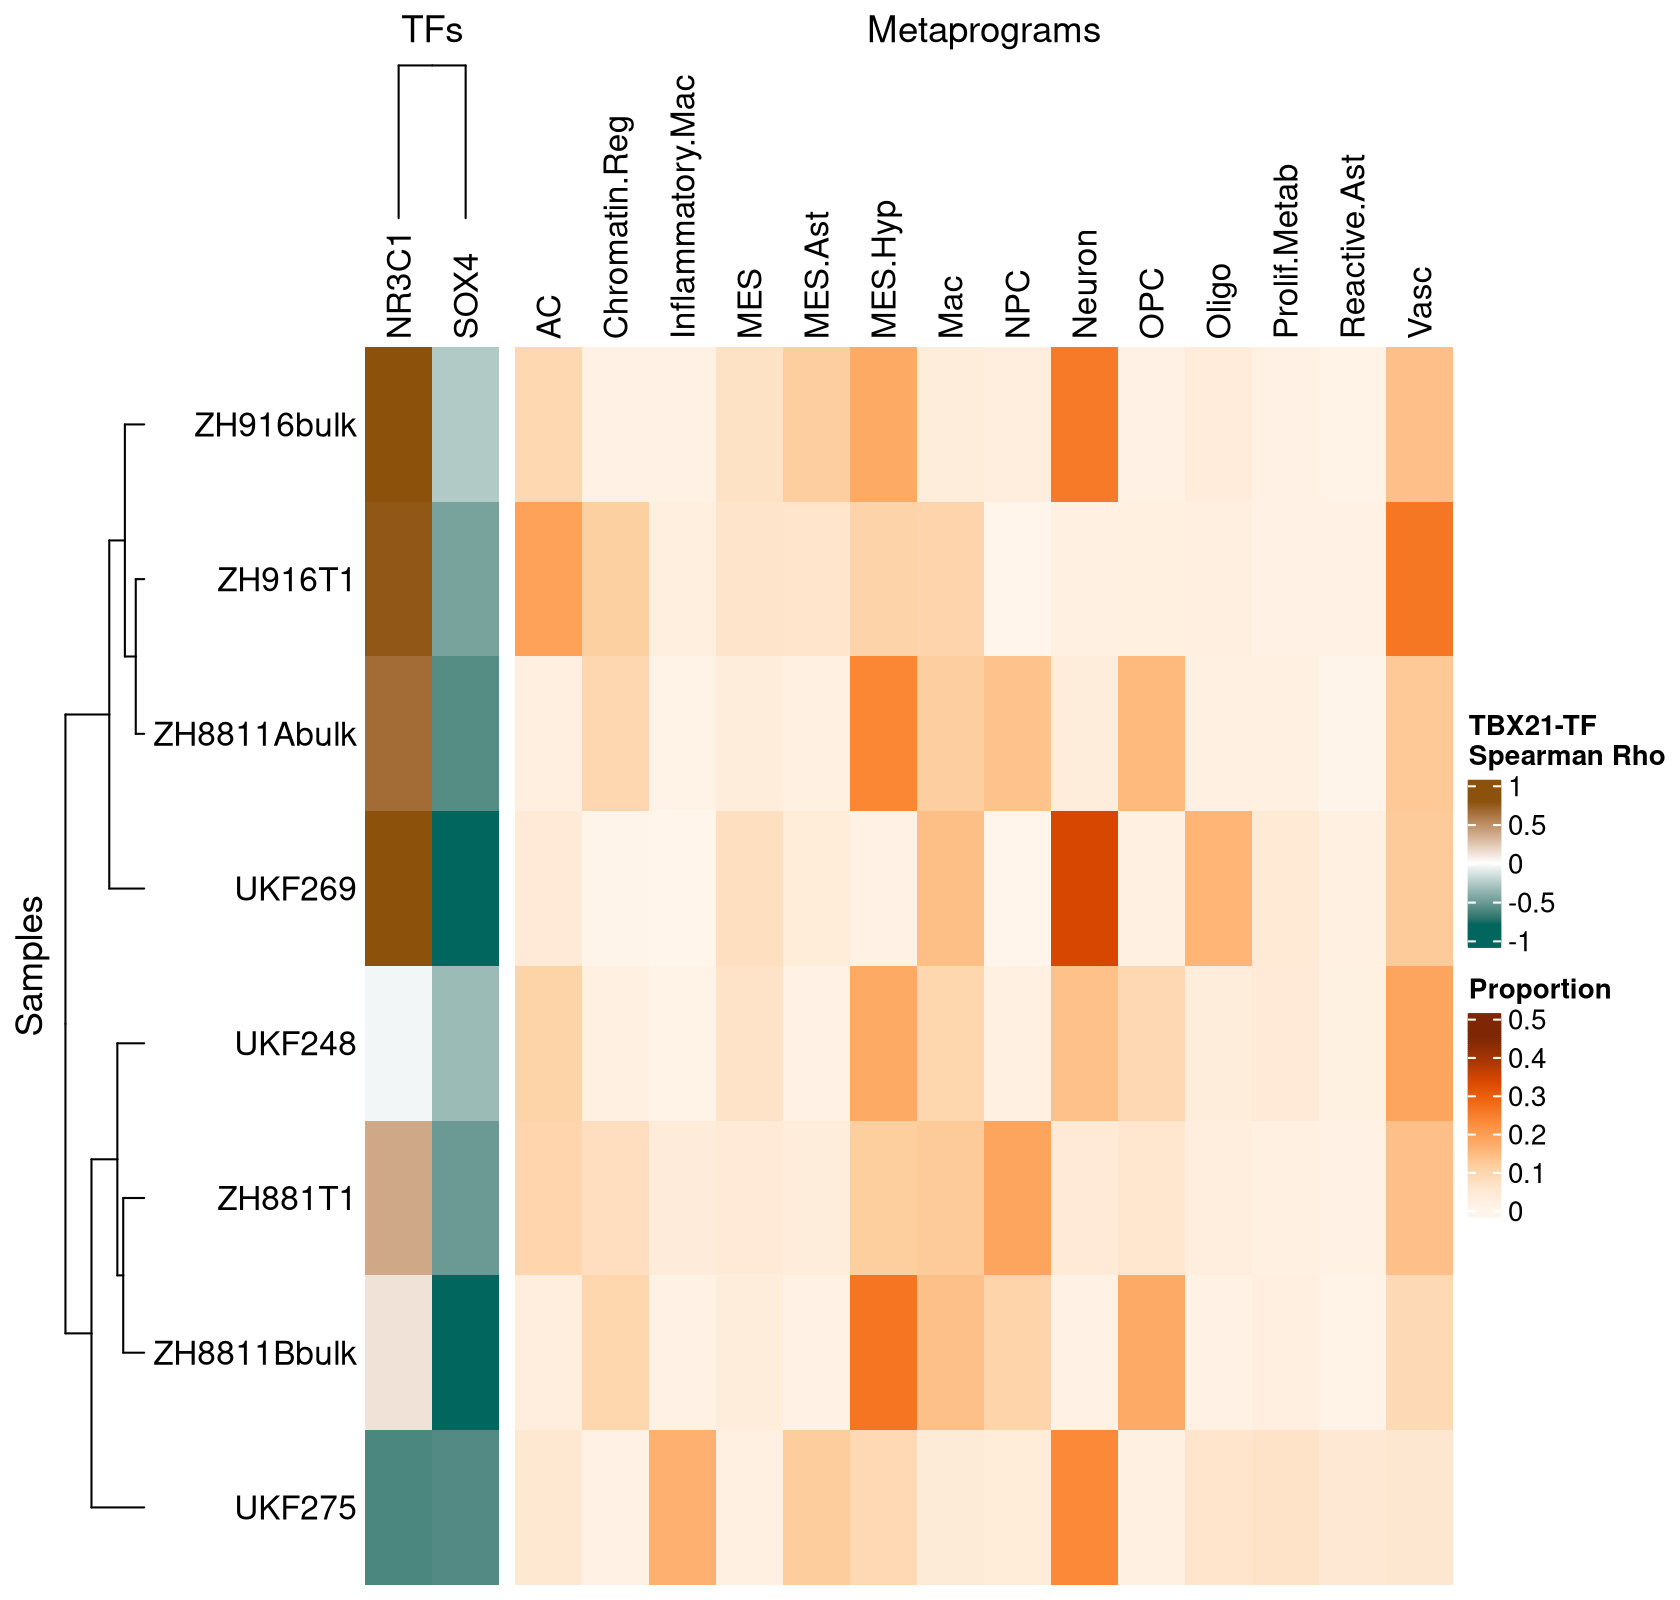 TFs
Metaprograms
NR3C1
SOX4
AC
Chromatin.Reg
Inflammatory.Mac
MES
MES.Ast
MES.Hyp
Mac
NPC
Neuron
OPC
Oligo
Prolif.Metab
Reactive.Ast
Vasc
Samples
ZH916bulk
ZH916T1
ZH8811Abulk
UKF269
UKF248
ZH881T1
ZH8811Bbulk
UKF275
TBX21-TF
Spearman Rho
1
0.5
0
-0.5
-1
Proportion
0.5
0.4
0.3
0.2
0.1
0